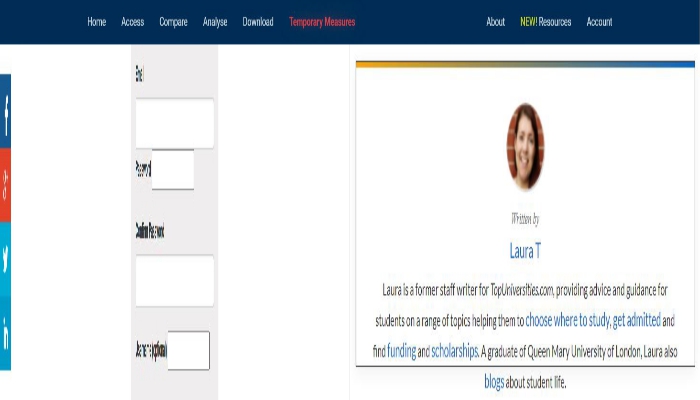 Home Access Compare Analyse Download Temporary Measures About NEW! Resources Account
Email
Password
Confirm Password
Username (optional)
Written by
Laura T
Laura is a former staff writer for TopUniversities.com, providing advice and guidance for
students on a range of topics helping them to choose where to study, get admitted and
find funding and scholarships. A graduate of Queen Mary University of London, Laura also
blogs about student life.